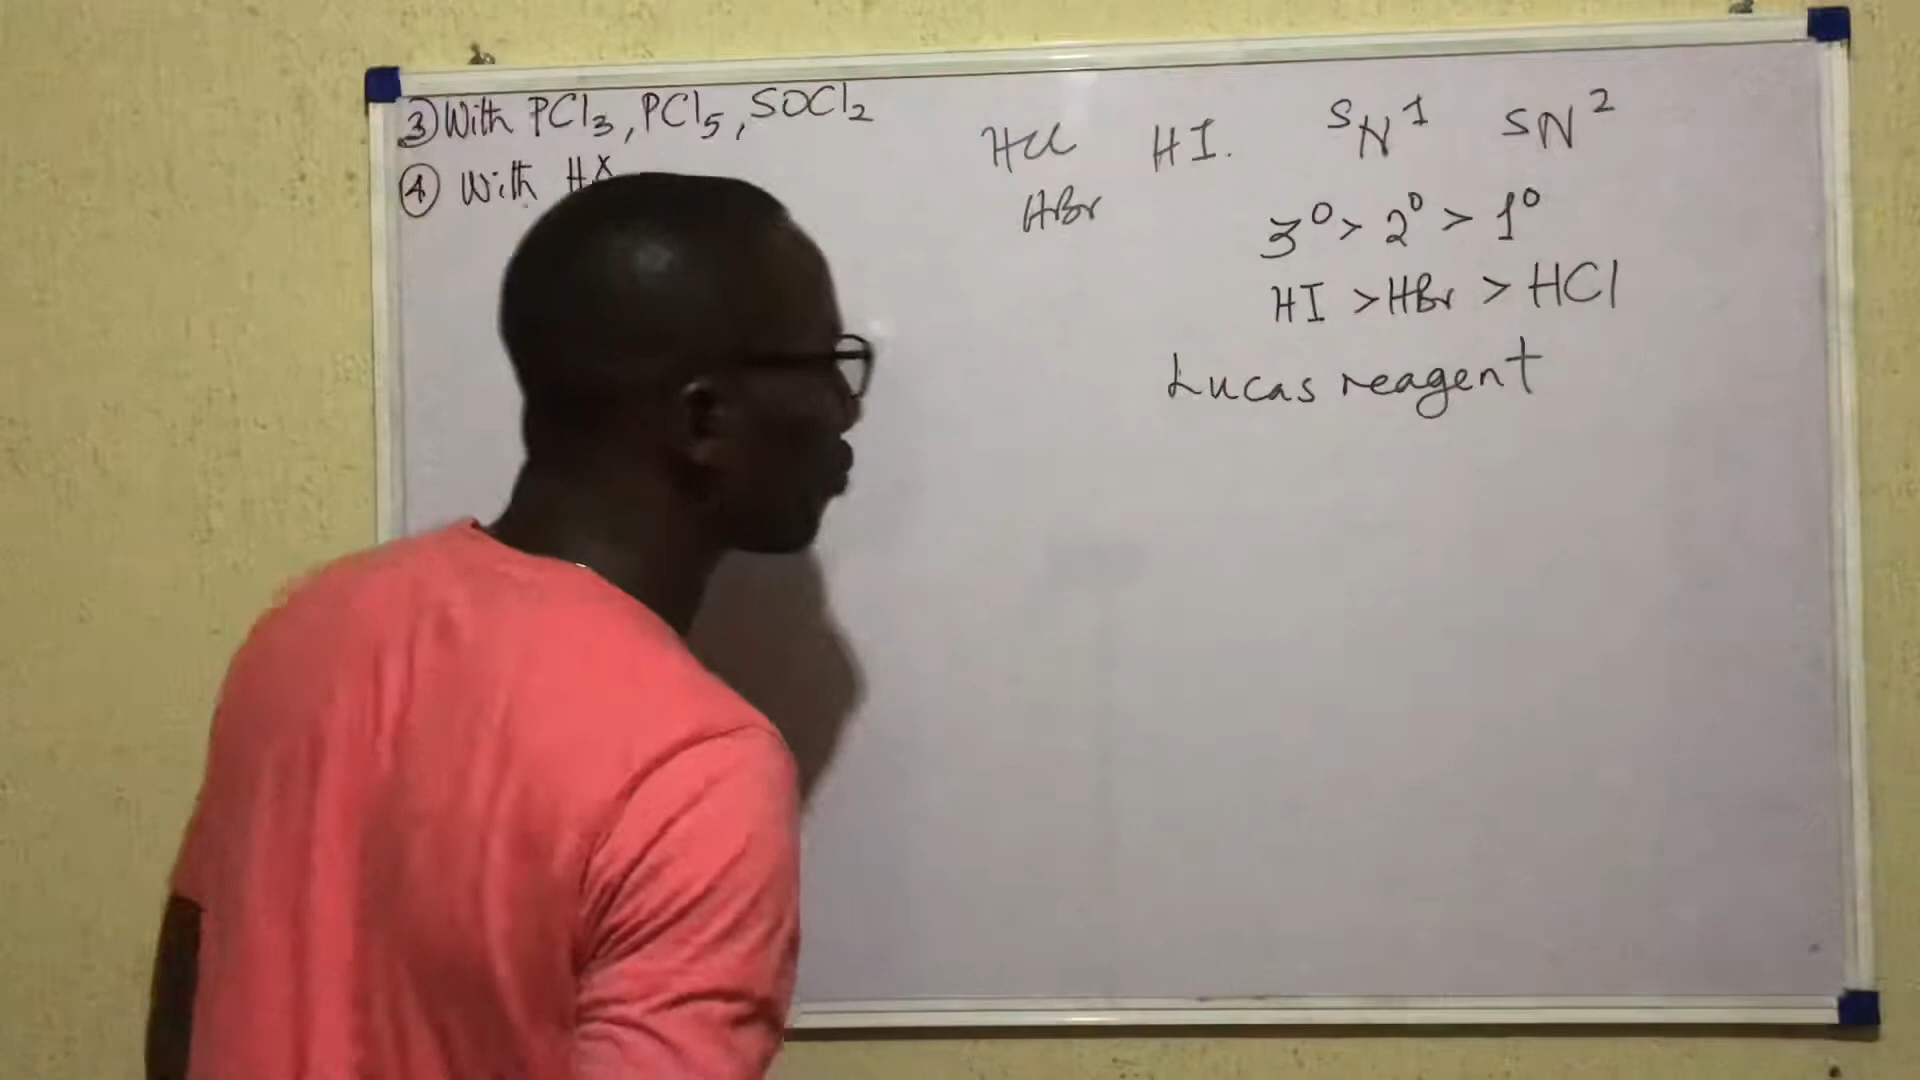 ③ With PCl₃, PCl₅, SOCl₂
④ With HX
HCl HI.
HBr
SN¹ SN²
3° > 2° > 1°
HI > HBr > HCl
Lucas reagent